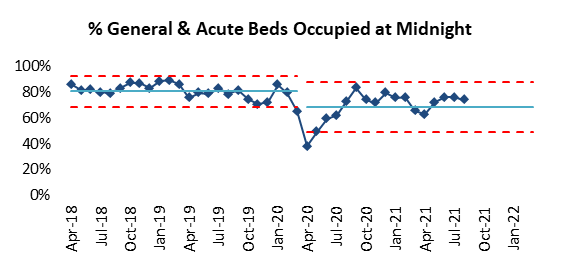 % General & Acute Beds Occupied at Midnight
100%
80%
60%
40%
20%
0%
Apr-18
Jul-18
Oct-18
Jan-19
Apr-19
Jul-19
Oct-19
Jan-20
Apr-20
Jul-20
Oct-20
Jan-21
Apr-21
Jul-21
Oct-21
Jan-22